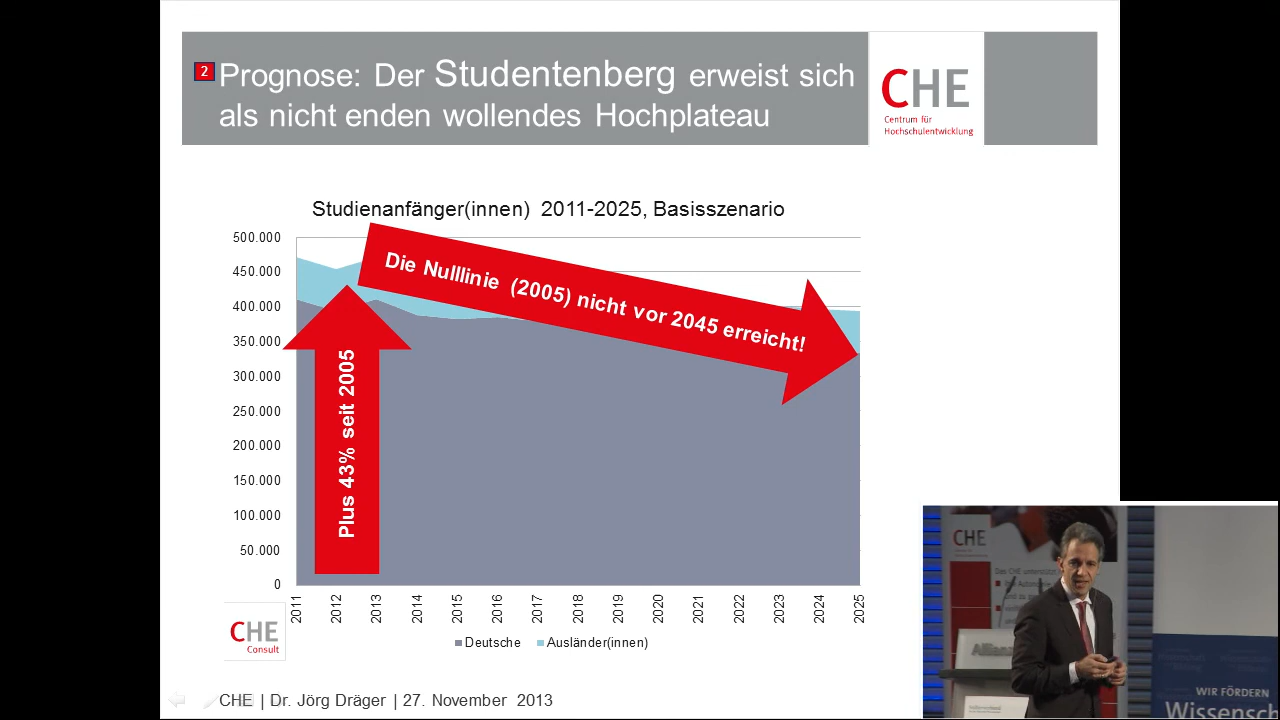 2 Prognose: Der Studentenberg erweist sich
als nicht enden wollendes Hochplateau
CHE
Centrum für
Hochschulentwicklung
Studienanfänger(innen) 2011-2025, Basisszenario
500.000
450.000
400.000
350.000
300.000
250.000
200.000
150.000
100.000
50.000
0
Die Nulllinie (2005) nicht vor 2045 erreicht!
Plus 43% seit 2005
2011
2012
2013
2014
2015
2016
2017
2018
2019
2020
2021
2022
2023
2024
2025
Deutsche Ausländer(innen)
CHE
Consult
CHE | Dr. Jörg Dräger | 27. November 2013
CHE
WIR FÖRDERN
Wissensch